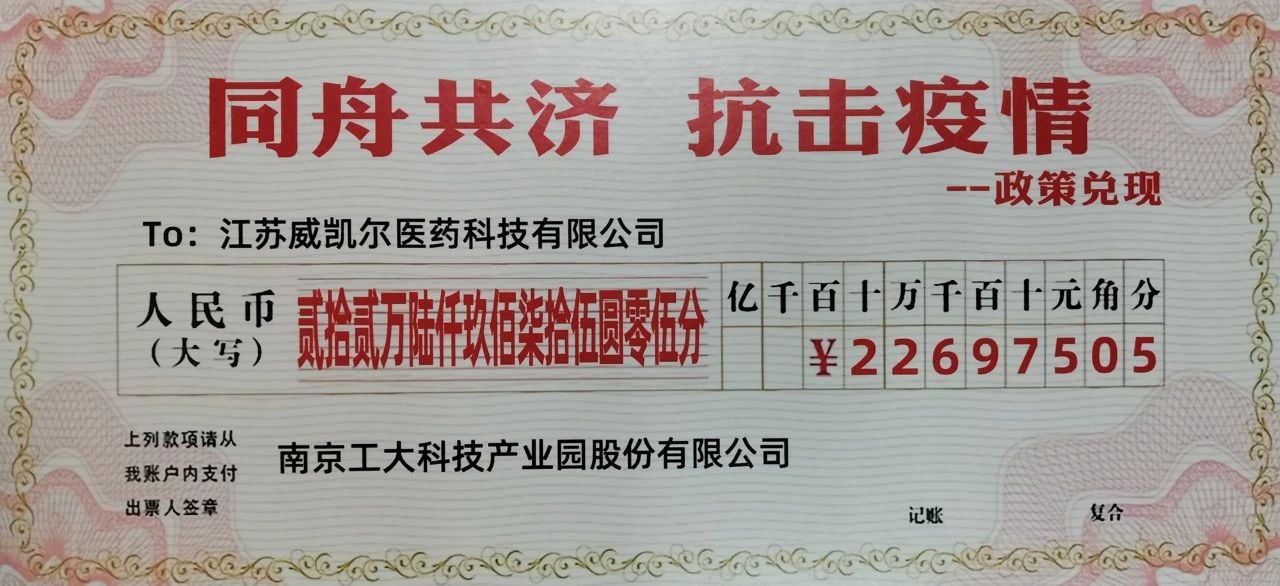 同舟共济 抗击疫情
--政策兑现
To：江苏威凯尔医药科技有限公司
人民币
（大写）
贰拾贰万陆仟玖佰柒拾伍圆零伍分
亿千百十万千百十元角分
¥22697505
上列款项请从
我账户内支付
出票人签章
南京工大科技产业园股份有限公司
记账 复合